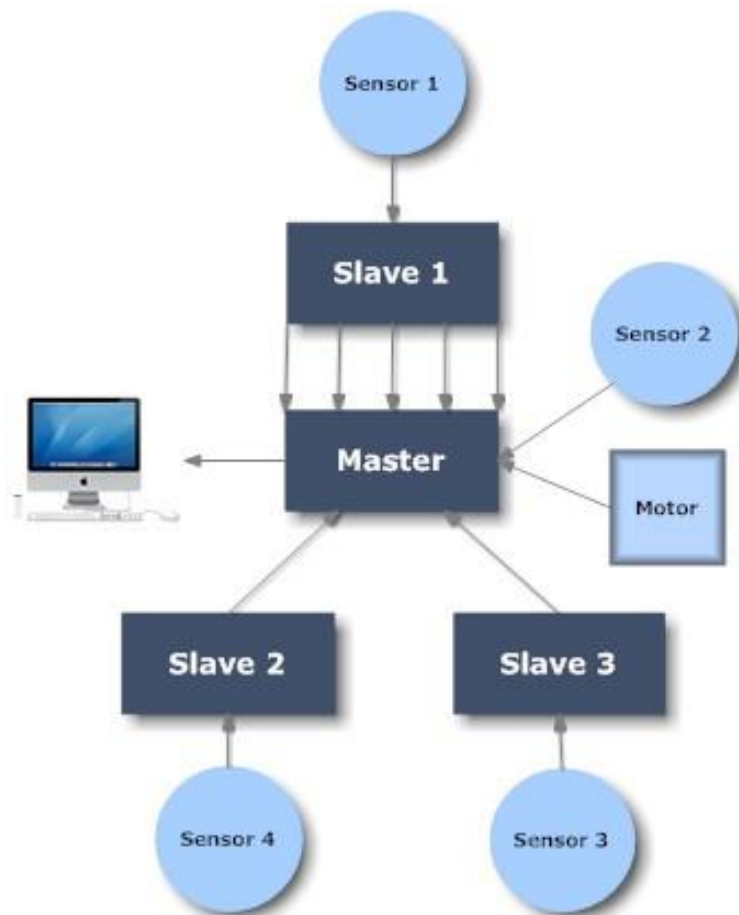 Sensor 1
Slave 1
Sensor 2
Master
Motor
Slave 2
Slave 3
Sensor 4
Sensor 3